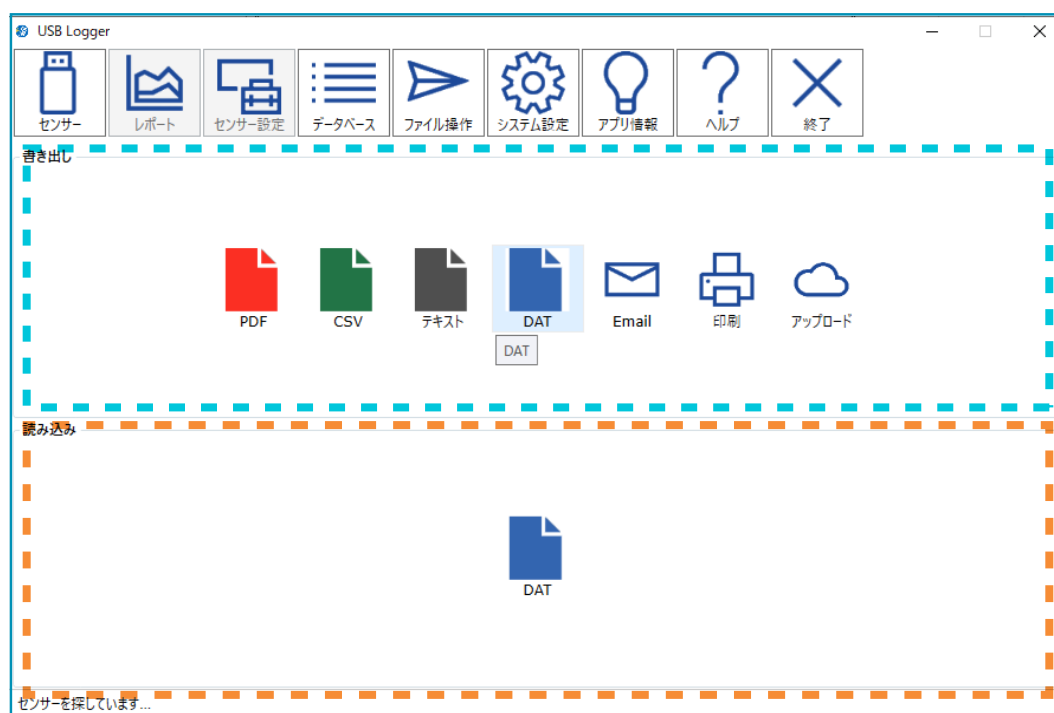 USB Logger
センサー レポート センサー設定 データベース ファイル操作 システム設定 アプリ情報 ヘルプ 終了
書き出し
PDF CSV テキスト DAT Email 印刷 アップロード
DAT
読み込み
DAT
センサーを探しています...